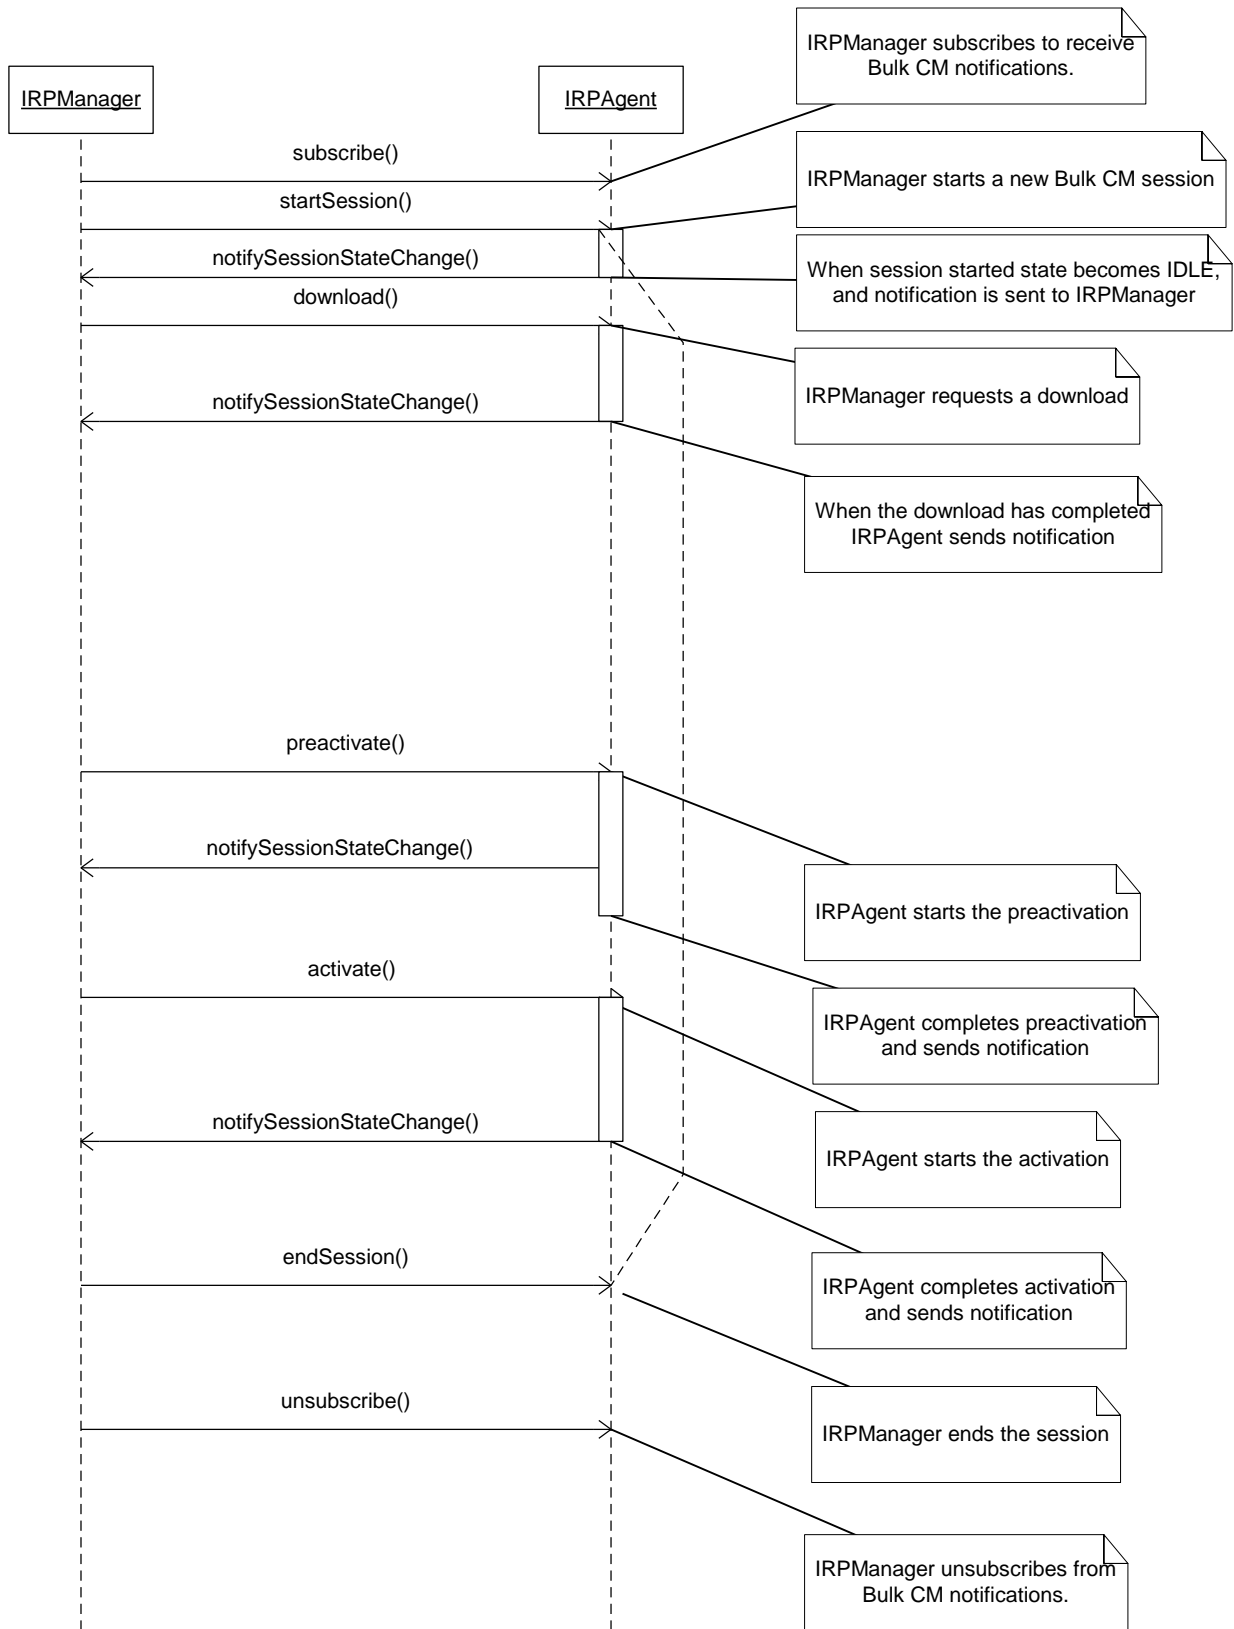 IRPManager subscribes to receive
Bulk CM notifications.
IRPManager
IRPAgent
subscribe()
IRPManager starts a new Bulk CM session
startSession()
notifySessionStateChange()
When session started state becomes IDLE,
and notification is sent to IRPManager
download()
IRPManager requests a download
notifySessionStateChange()
When the download has completed
IRPAgent sends notification
preactivate()
notifySessionStateChange()
IRPAgent starts the preactivation
activate()
IRPAgent completes preactivation
and sends notification
notifySessionStateChange()
IRPAgent starts the activation
endSession()
IRPAgent completes activation
and sends notification
unsubscribe()
IRPManager ends the session
IRPManager unsubscribes from
Bulk CM notifications.